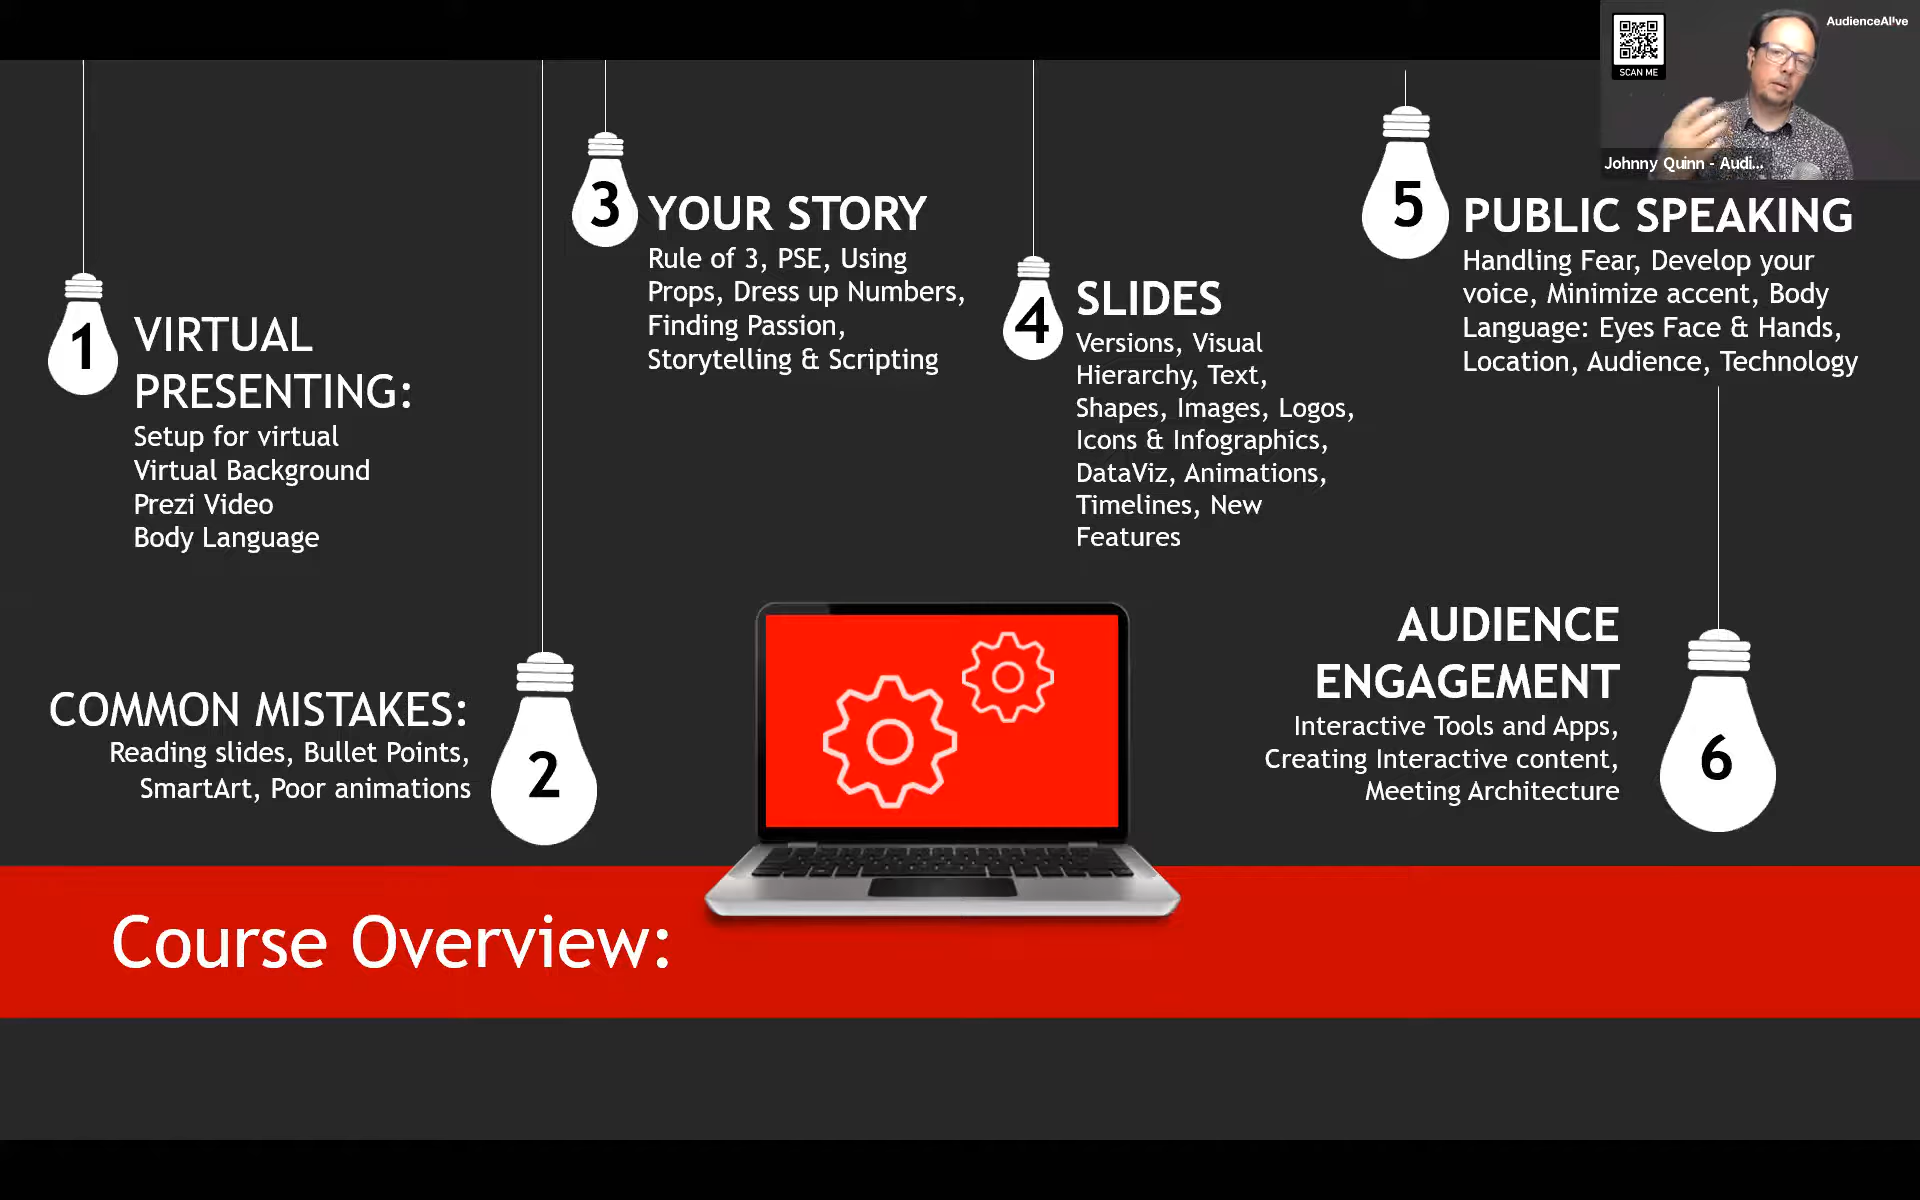 AudienceAlive
SCAN ME
Johnny Quinn - Audi...
1
VIRTUAL
PRESENTING:
Setup for virtual
Virtual Background
Prezi Video
Body Language
2
COMMON MISTAKES:
Reading slides, Bullet Points,
SmartArt, Poor animations
3
YOUR STORY
Rule of 3, PSE, Using
Props, Dress up Numbers,
Finding Passion,
Storytelling & Scripting
4
SLIDES
Versions, Visual
Hierarchy, Text,
Shapes, Images, Logos,
Icons & Infographics,
DataViz, Animations,
Timelines, New
Features
5
PUBLIC SPEAKING
Handling Fear, Develop your
voice, Minimize accent, Body
Language: Eyes Face & Hands,
Location, Audience, Technology
6
AUDIENCE
ENGAGEMENT
Interactive Tools and Apps,
Creating Interactive content,
Meeting Architecture
Course Overview: